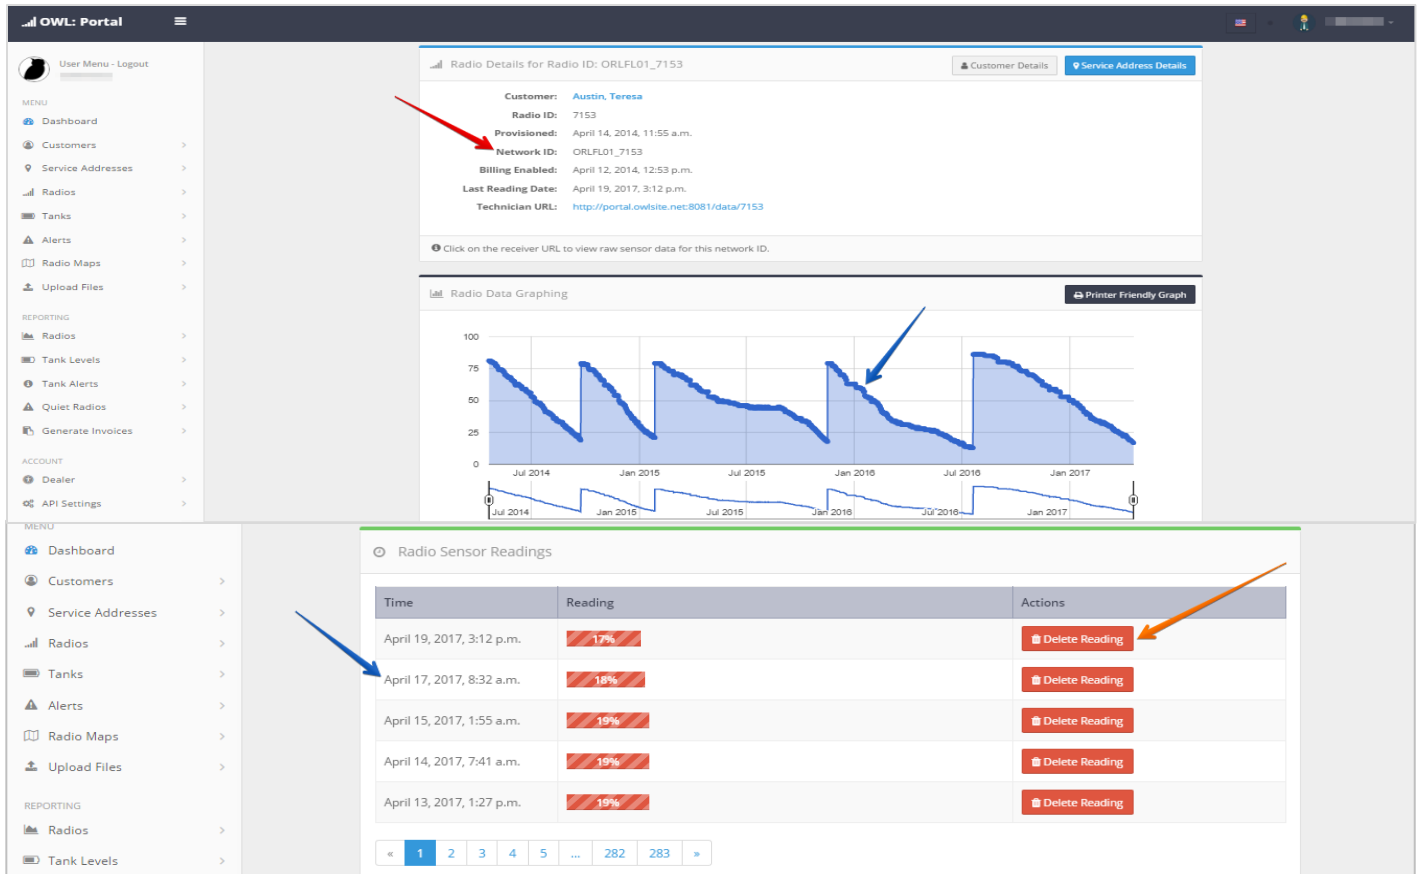 OWL: Portal
User Menu - Logout
MENU
Dashboard
Customers
Service Addresses
Radios
Tanks
Alerts
Radio Maps
Upload Files
REPORTING
Radios
Tank Levels
Tank Alerts
Quiet Radios
Generate Invoices
ACCOUNT
Dealer
API Settings
Radio Details for Radio ID: ORLFL01_7153
Customer Details
Service Address Details
Customer: Austin, Teresa
Radio ID: 7153
Provisioned: April 14, 2014, 11:55 a.m.
Network ID: ORLFL01_7153
Billing Enabled: April 12, 2014, 12:53 p.m.
Last Reading Date: April 19, 2017, 3:12 p.m.
Technician URL: http://portal.owlsite.net:8081/data/7153
Click on the receiver URL to view raw sensor data for this network ID.
Radio Data Graphing
Printer Friendly Graph
100
75
50
25
0
Jul 2014 Jan 2015 Jul 2015 Jan 2016 Jul 2016 Jan 2017
Jul 2014 Jan 2015 Jul 2015 Jan 2016 Jul 2016 Jan 2017
MENU
Dashboard
Customers
Service Addresses
Radios
Tanks
Alerts
Radio Maps
Upload Files
REPORTING
Radios
Tank Levels
Radio Sensor Readings
Time Reading Actions
April 19, 2017, 3:12 p.m. 17% Delete Reading
April 17, 2017, 8:32 a.m. 18% Delete Reading
April 15, 2017, 1:55 a.m. 19% Delete Reading
April 14, 2017, 7:41 a.m. 19% Delete Reading
April 13, 2017, 1:27 p.m. 19% Delete Reading
« 1 2 3 4 5 ... 282 283 »